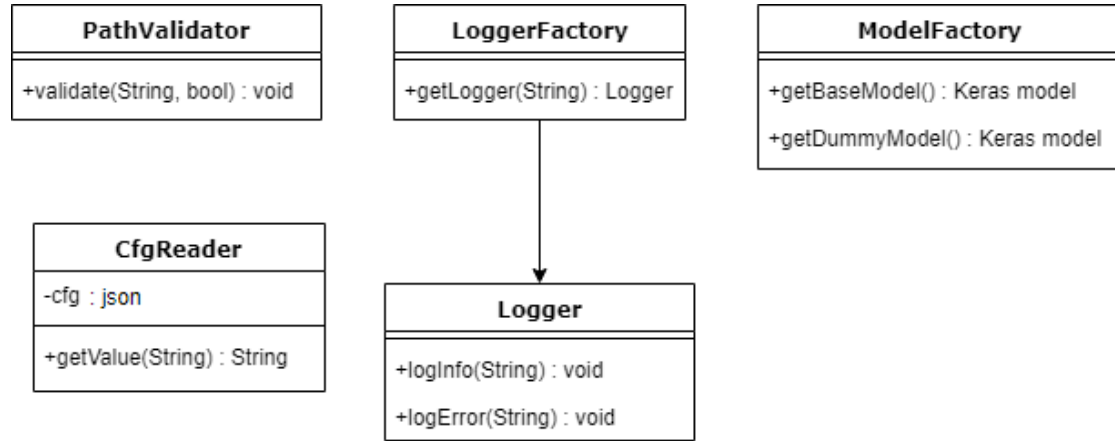 PathValidator
+validate(String, bool) : void
LoggerFactory
+getLogger(String) : Logger
ModelFactory
+getBaseModel() : Keras model
+getDummyModel() : Keras model
CfgReader
-cfg : json
+getValue(String) : String
Logger
+logInfo(String) : void
+logError(String) : void